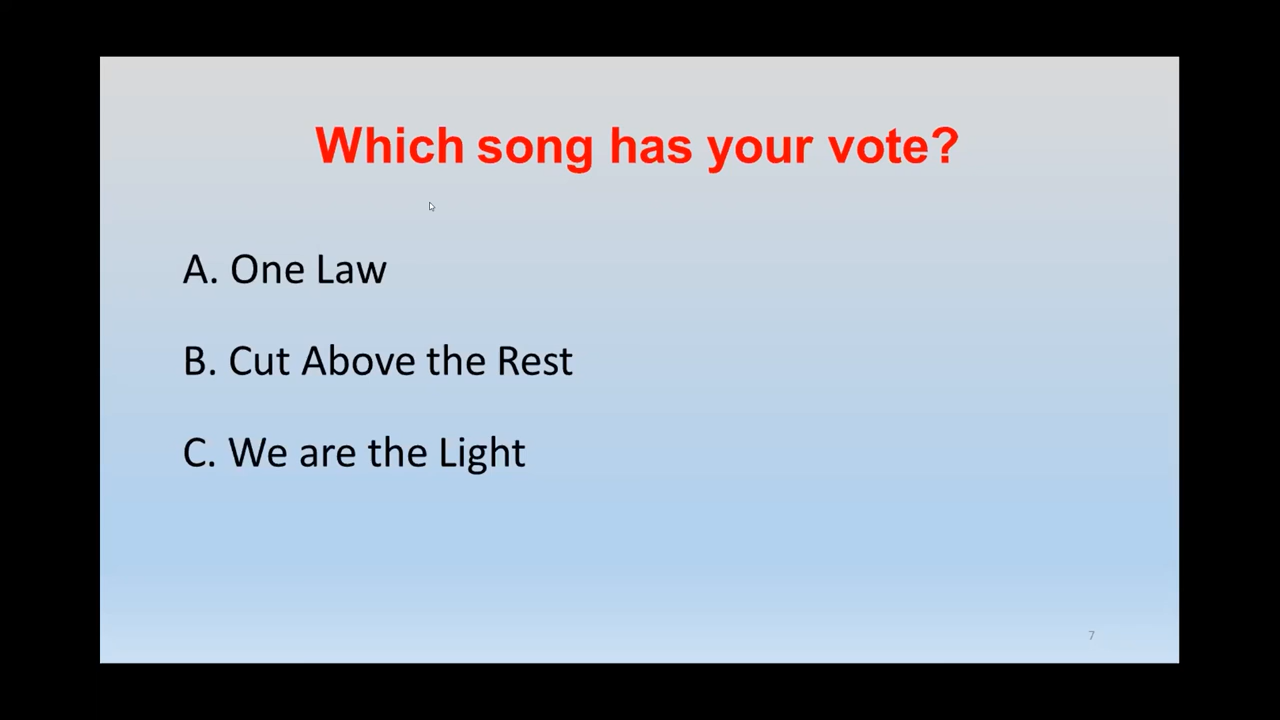 Which song has your vote?
A. One Law
B. Cut Above the Rest
C. We are the Light
7